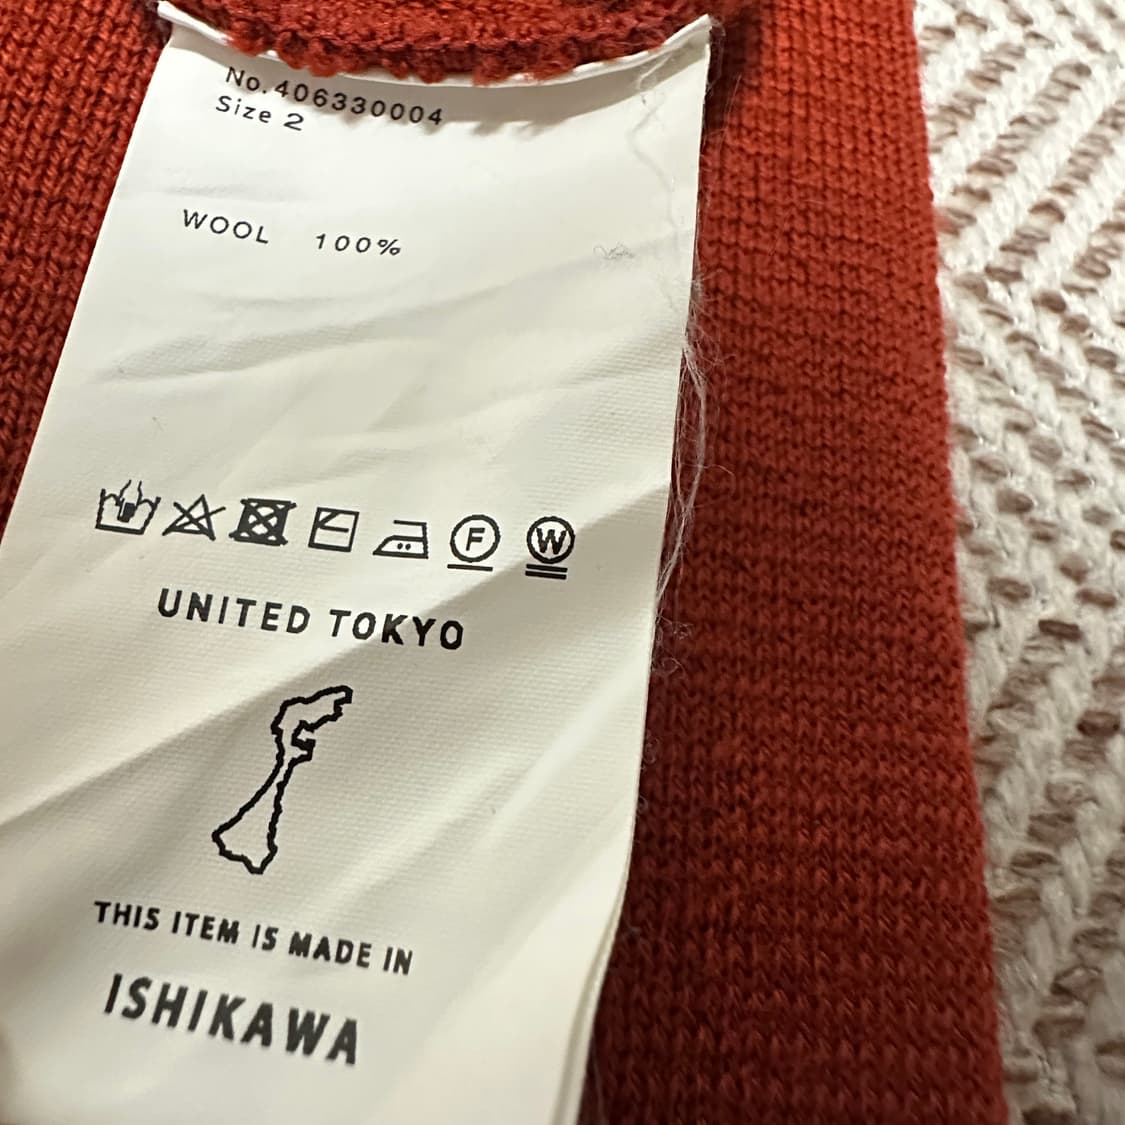 No.406330004
Size 2
WOOL 100%
F W
UNITED TOKYO
THIS ITEM IS MADE IN
ISHIKAWA